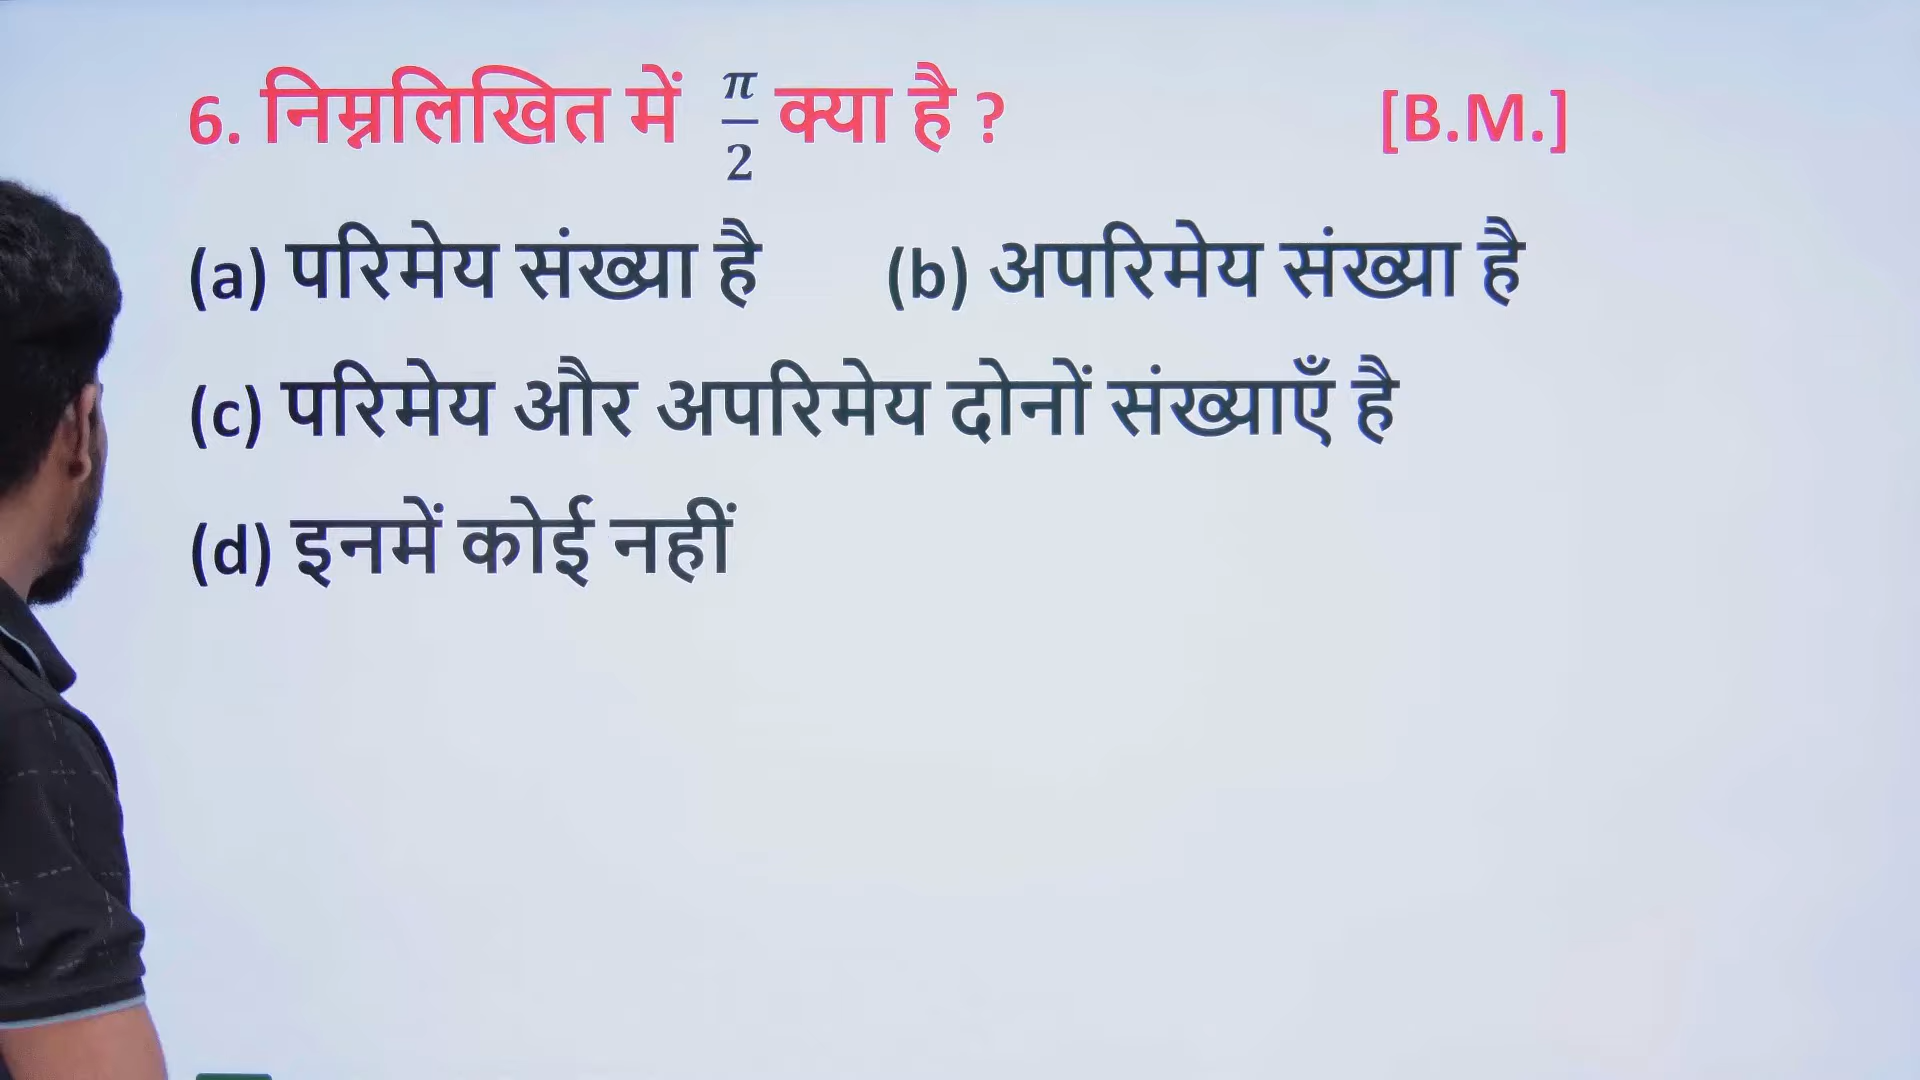 6. निम्नलिखित में π/2 क्या है ? [B.M.]
(a) परिमेय संख्या है (b) अपरिमेय संख्या है
(c) परिमेय और अपरिमेय दोनों संख्याएँ है
(d) इनमें कोई नहीं